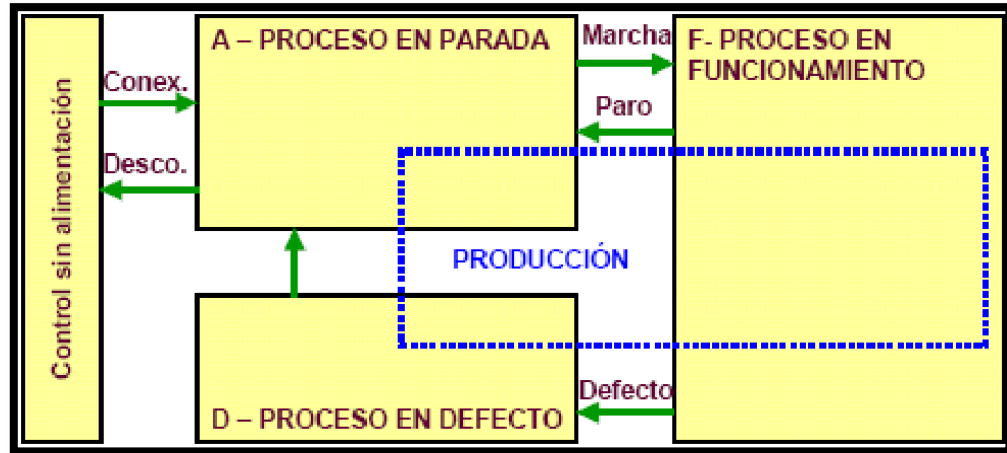 Control sin alimentación
Conex.
Desco.
A – PROCESO EN PARADA
Marcha
Paro
F- PROCESO EN
FUNCIONAMIENTO
PRODUCCIÓN
D – PROCESO EN DEFECTO
Defecto